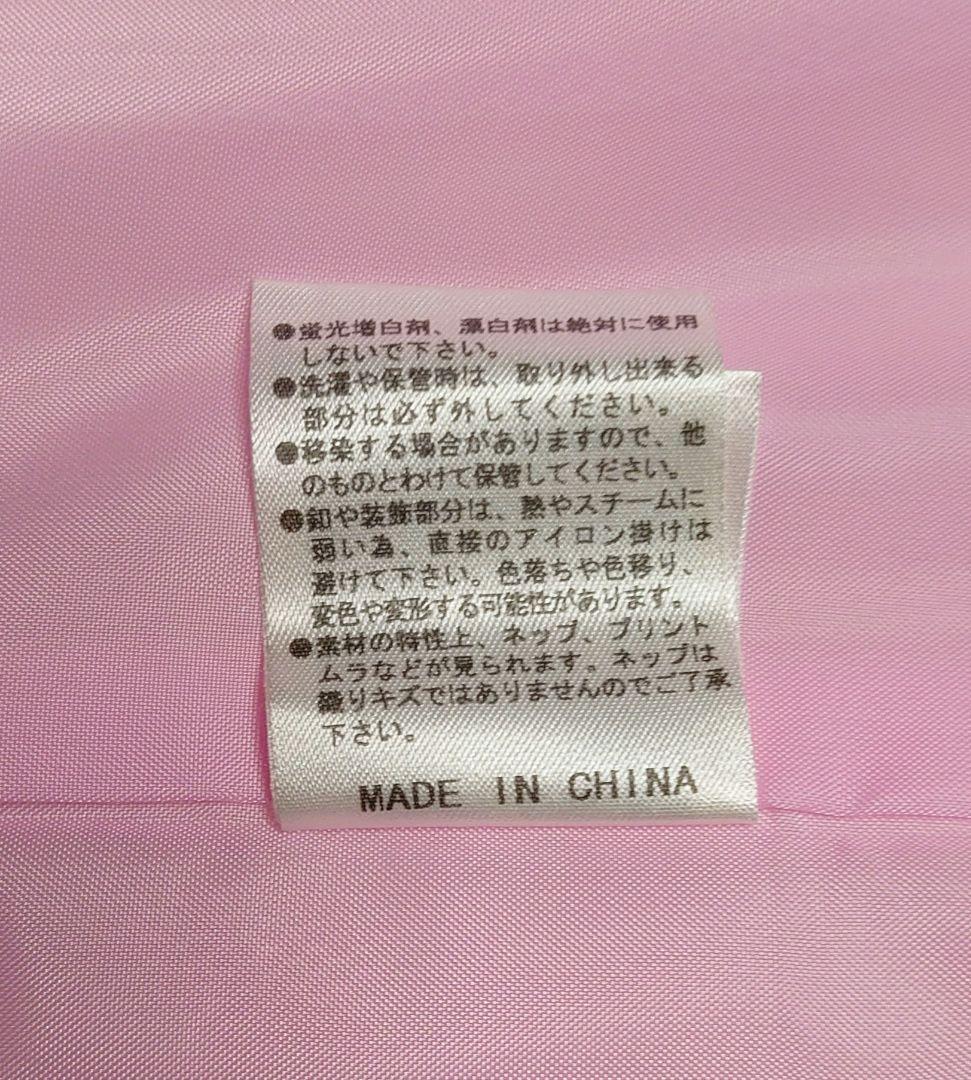 ●蛍光増白剤、漂白剤は絶対に使用
しないで下さい。
●洗濯や保管時は、取り外し出来る
部分は必ず外してください。
●移染する場合がありますので、他
のものとわけて保管してください。
●釦や装飾部分は、熱やスチームに
弱い為、直接のアイロン掛けは
避けて下さい。色落ちや色移り、
変色や変形する可能性があります。
●素材の特性上、ネップ、プリント
ムラなどが見られます。ネップは
織りキズではありませんのでご了承
下さい。
MADE IN CHINA